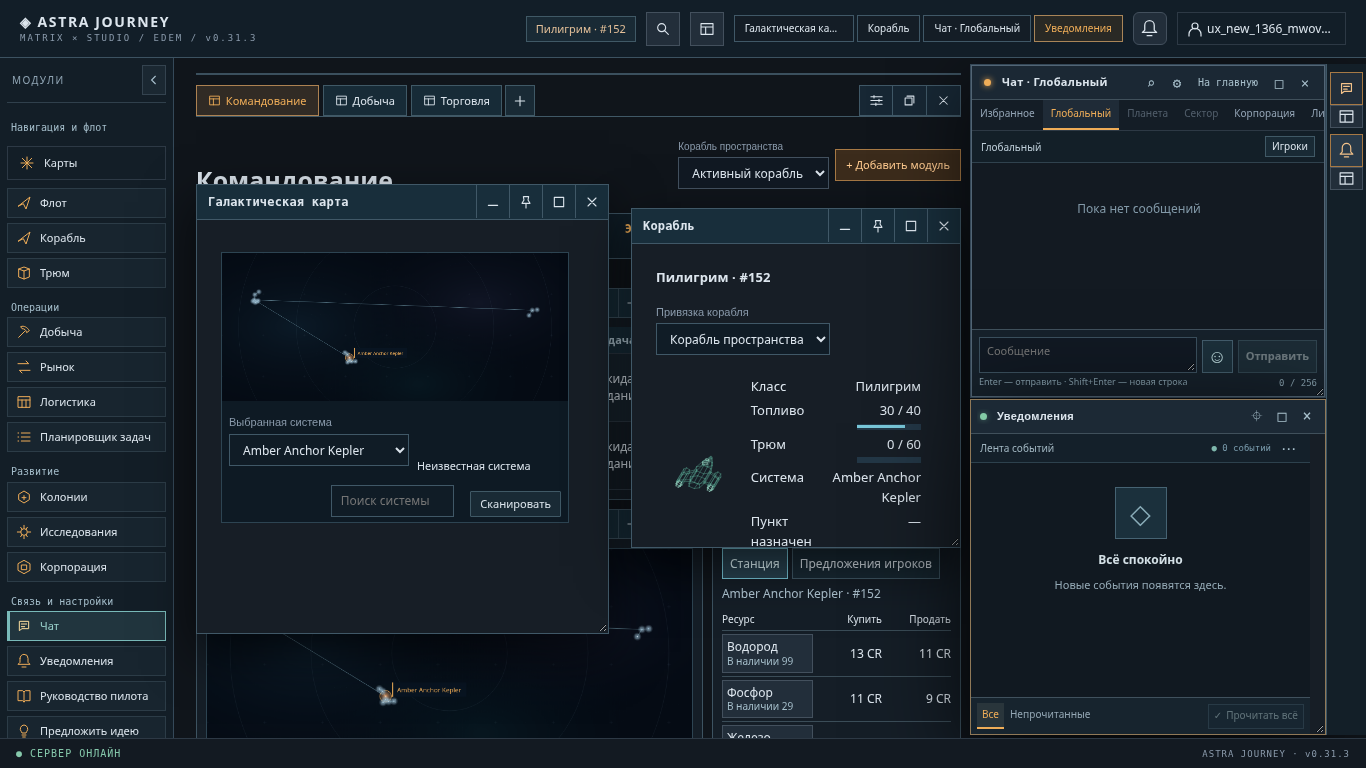 ◈ ASTRA JOURNEY
MATRIX × STUDIO / EDEM / v0.31.3
Пилигрим · #152
Галактическая ка...
Корабль
Чат · Глобальный
Уведомления
ux_new_1366_mwov...
МОДУЛИ
Навигация и флот
Карты
Флот
Корабль
Трюм
Операции
Добыча
Рынок
Логистика
Планировщик задач
Развитие
Колонии
Исследования
Корпорация
Связь и настройки
Чат
Уведомления
Руководство пилота
Предложить идею
Командование
Добыча
Торговля
Командование
Корабль пространства
Активный корабль
+ Добавить модуль
Галактическая карта
Amber Anchor Kepler
Выбранная система
Amber Anchor Kepler
Неизвестная система
Поиск системы
Сканировать
Корабль
Пилигрим · #152
Привязка корабля
Корабль пространства
Класс Пилигрим
Топливо 30 / 40
Трюм 0 / 60
Система Amber Anchor
Kepler
Пункт —
назначен
Amber Anchor Kepler
Станция
Предложения игроков
Amber Anchor Kepler · #152
Ресурс Купить Продать
Водород 13 CR 11 CR
В наличии 99
Фосфор 11 CR 9 CR
В наличии 29
Железо
Чат · Глобальный
На главную
Избранное Глобальный Планета Сектор Корпорация Ли
Глобальный
Игроки
Пока нет сообщений
Сообщение
Отправить
Enter — отправить · Shift+Enter — новая строка
0 / 256
Уведомления
Лента событий
● 0 событий
Всё спокойно
Новые события появятся здесь.
Все Непрочитанные
✓ Прочитать всё
● СЕРВЕР ОНЛАЙН
ASTRA JOURNEY · v0.31.3